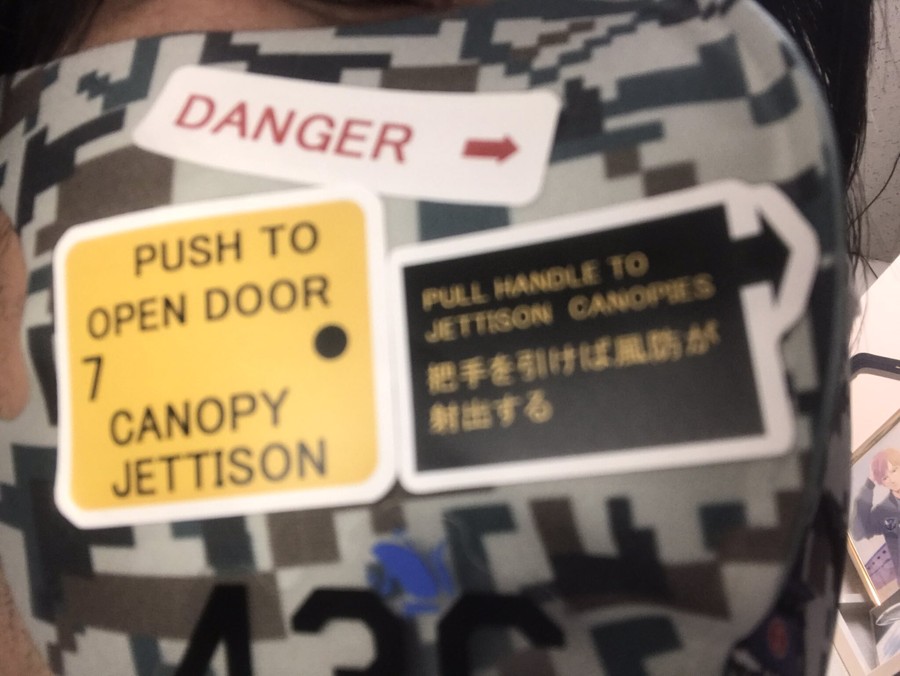 DANGER
PUSH TO
OPEN DOOR
7
CANOPY
JETTISON
PULL HANDLE TO
JETTISON CANOPIES
把手を引けば風防が
射出する